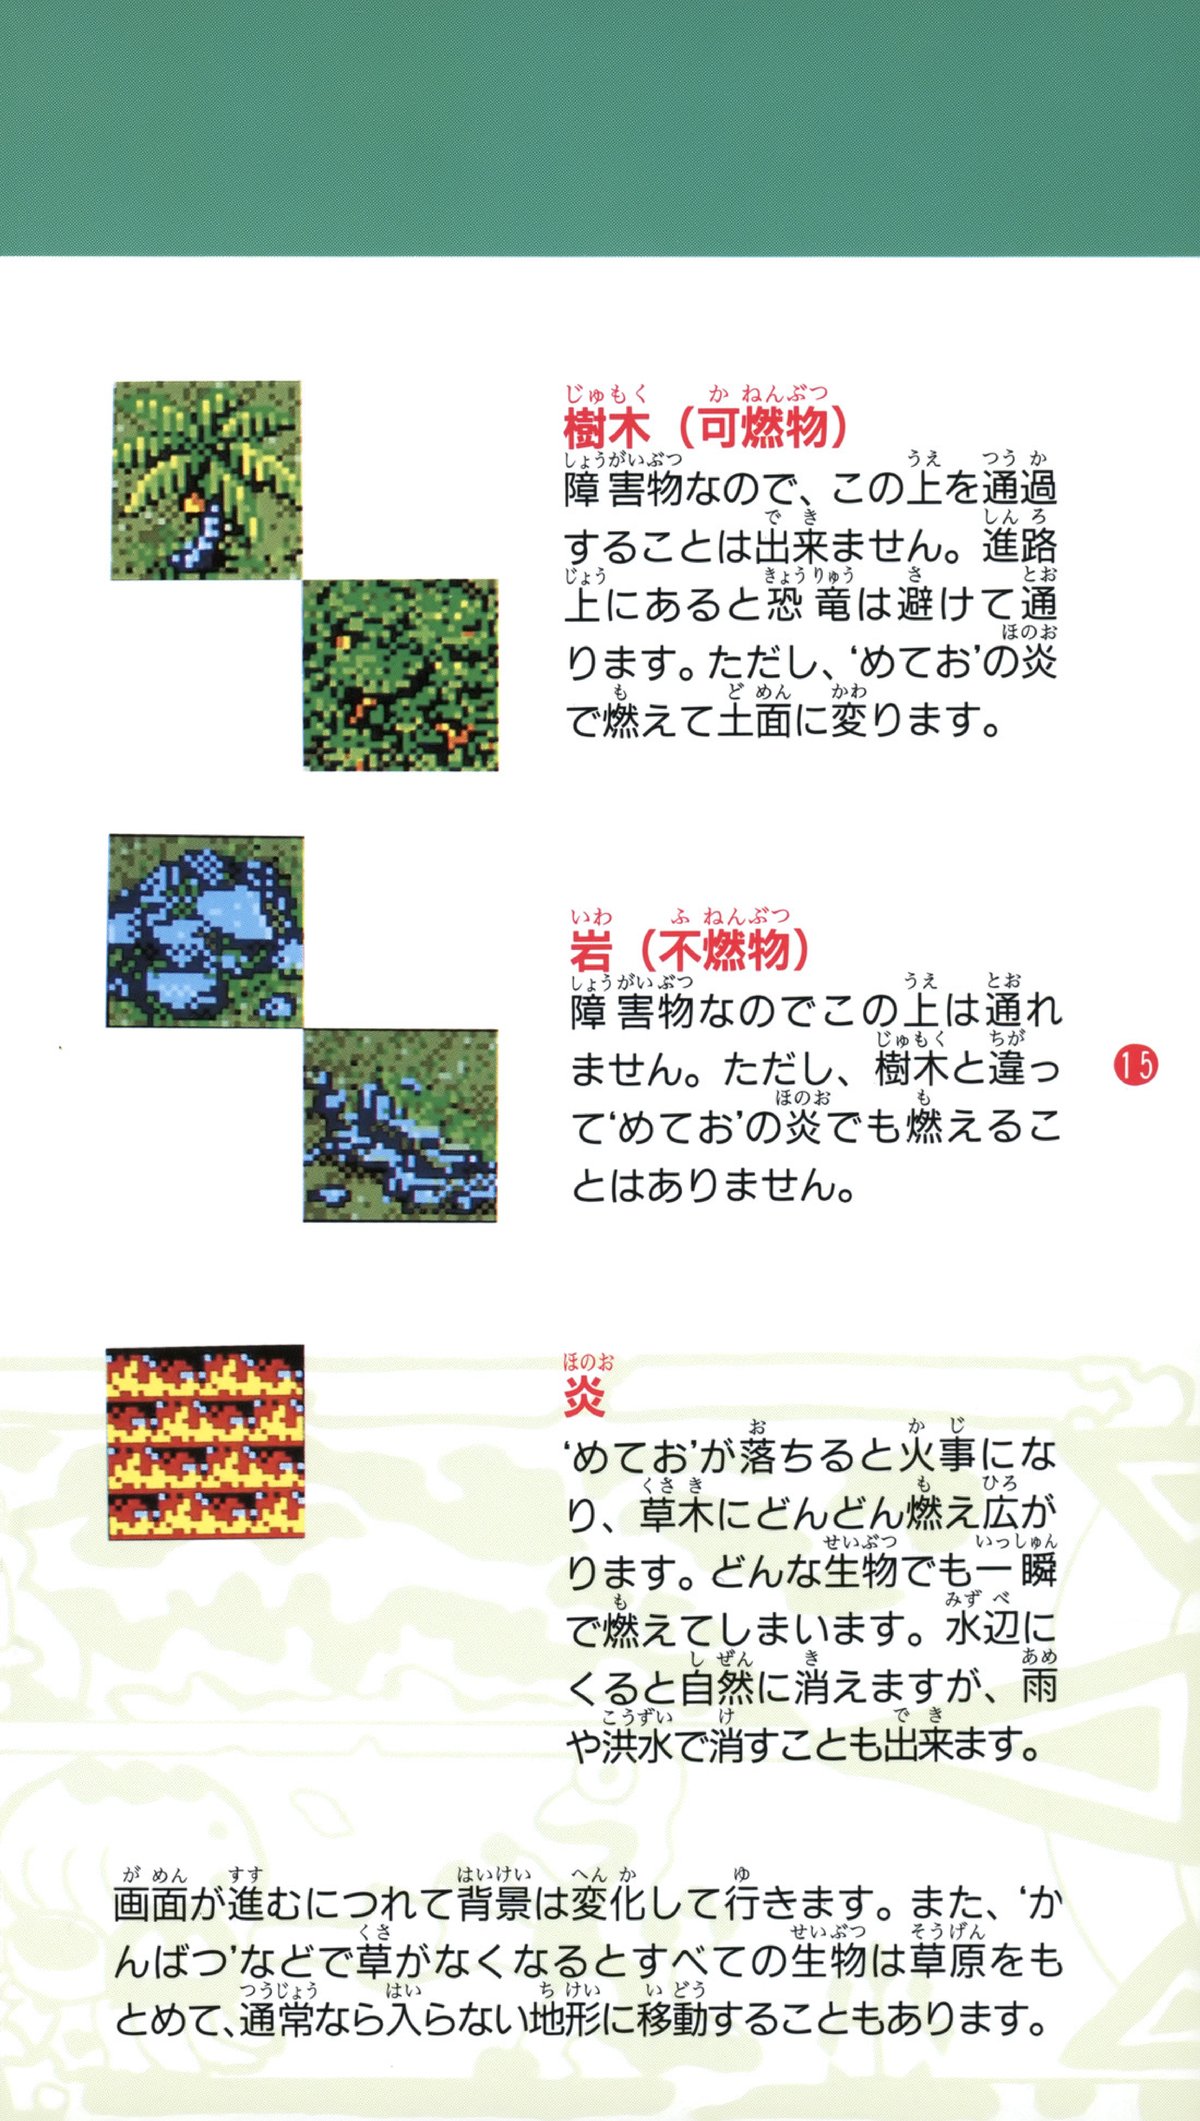 樹木（可燃物）
障害物なので、この上を通過
することは出来ません。進路
上にあると恐竜は避けて通
ります。ただし、‘めてお’の炎
で燃えて土面に変ります。
岩（不燃物）
障害物なのでこの上は通れ
ません。ただし、樹木と違っ
て‘めてお’の炎でも燃えるこ
とはありません。
15
炎
‘めてお’が落ちると火事にな
り、草木にどんどん燃え広が
ります。どんな生物でも一瞬
で燃えてしまいます。水辺に
くると自然に消えますが、雨
や洪水で消すことも出来ます。
画面が進むにつれて背景は変化して行きます。また、‘か
んばつ’などで草がなくなるとすべての生物は草原をも
とめて、通常なら入らない地形に移動することもあります。